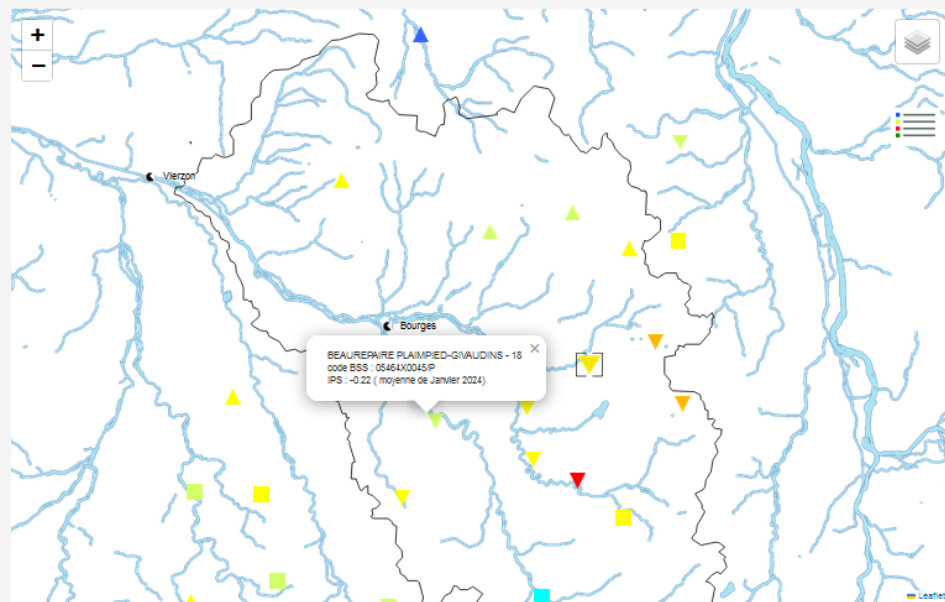 +
−
Vierzon
Bourges
×
BEAUREPAIRE PLAIMPIED-GIVAUDINS - 18
code BSS : 05464X0045/P
IPS : -0.22 ( moyenne de Janvier 2024)
Leaflet